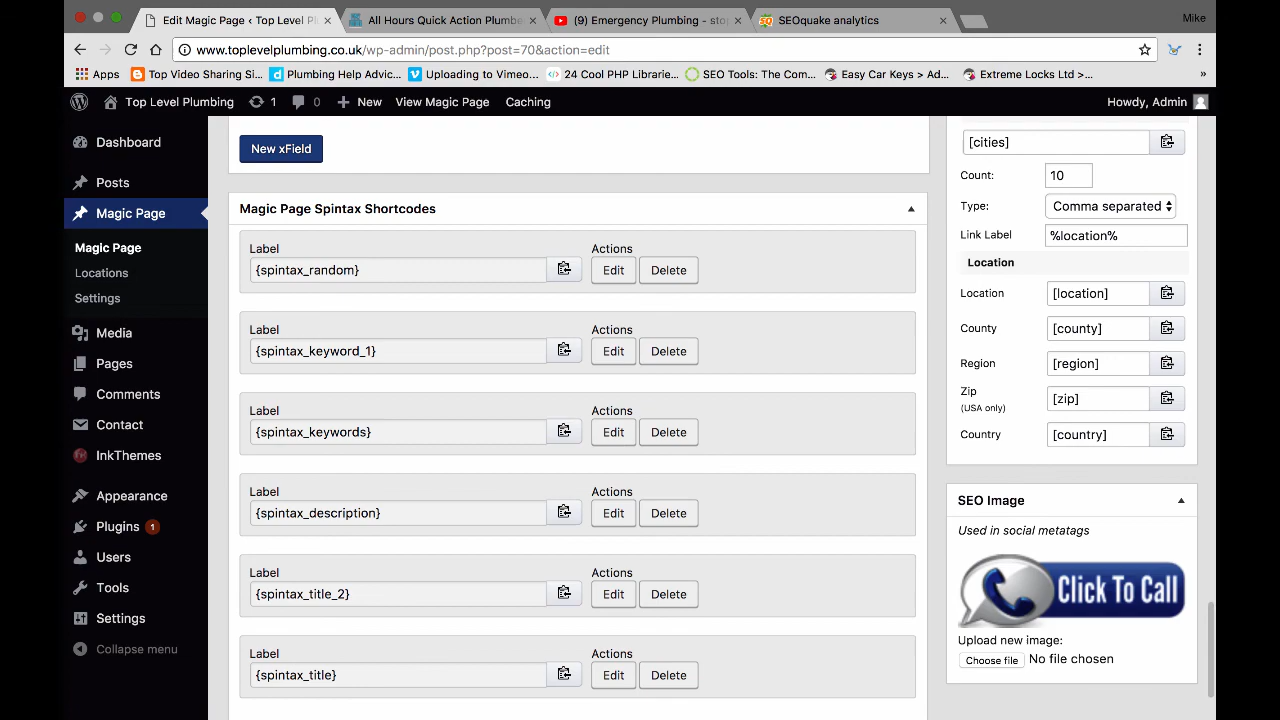 Edit Magic Page ‹ Top Level Pl
All Hours Quick Action Plumbe
(9) Emergency Plumbing - sto
SEOquake analytics
Mike
www.toplevelplumbing.co.uk/wp-admin/post.php?post=70&action=edit
Apps
Top Video Sharing Si...
Plumbing Help Advic...
Uploading to Vimeo...
24 Cool PHP Librarie...
SEO Tools: The Com...
Easy Car Keys > Ad...
Extreme Locks Ltd >...
»
Top Level Plumbing
1
0
New
View Magic Page
Caching
Howdy, Admin
Dashboard
Posts
Magic Page
Magic Page
Locations
Settings
Media
Pages
Comments
Contact
InkThemes
Appearance
Plugins 1
Users
Tools
Settings
Collapse menu
New xField
Magic Page Spintax Shortcodes
Label
Actions
{spintax_random}
Edit
Delete
Label
Actions
{spintax_keyword_1}
Edit
Delete
Label
Actions
{spintax_keywords}
Edit
Delete
Label
Actions
{spintax_description}
Edit
Delete
Label
Actions
{spintax_title_2}
Edit
Delete
Label
Actions
{spintax_title}
Edit
Delete
[cities]
Count:
10
Type:
Comma separated
Link Label
%location%
Location
Location
[location]
County
[county]
Region
[region]
Zip
(USA only)
[zip]
Country
[country]
SEO Image
Used in social metatags
Click To Call
Upload new image:
Choose file
No file chosen